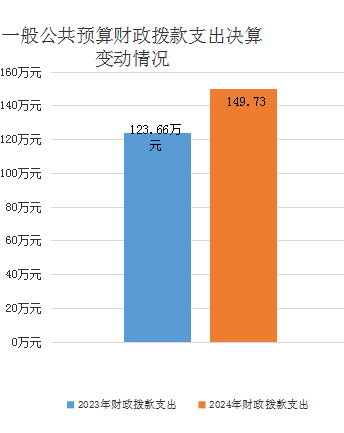 一般公共预算财政拨款支出决算
变动情况
160万元
140万元
120万元
100万元
80万元
60万元
40万元
20万元
0万元
123.66万
元
149.73
2023年财政拨款支出
2024年财政拨款支出